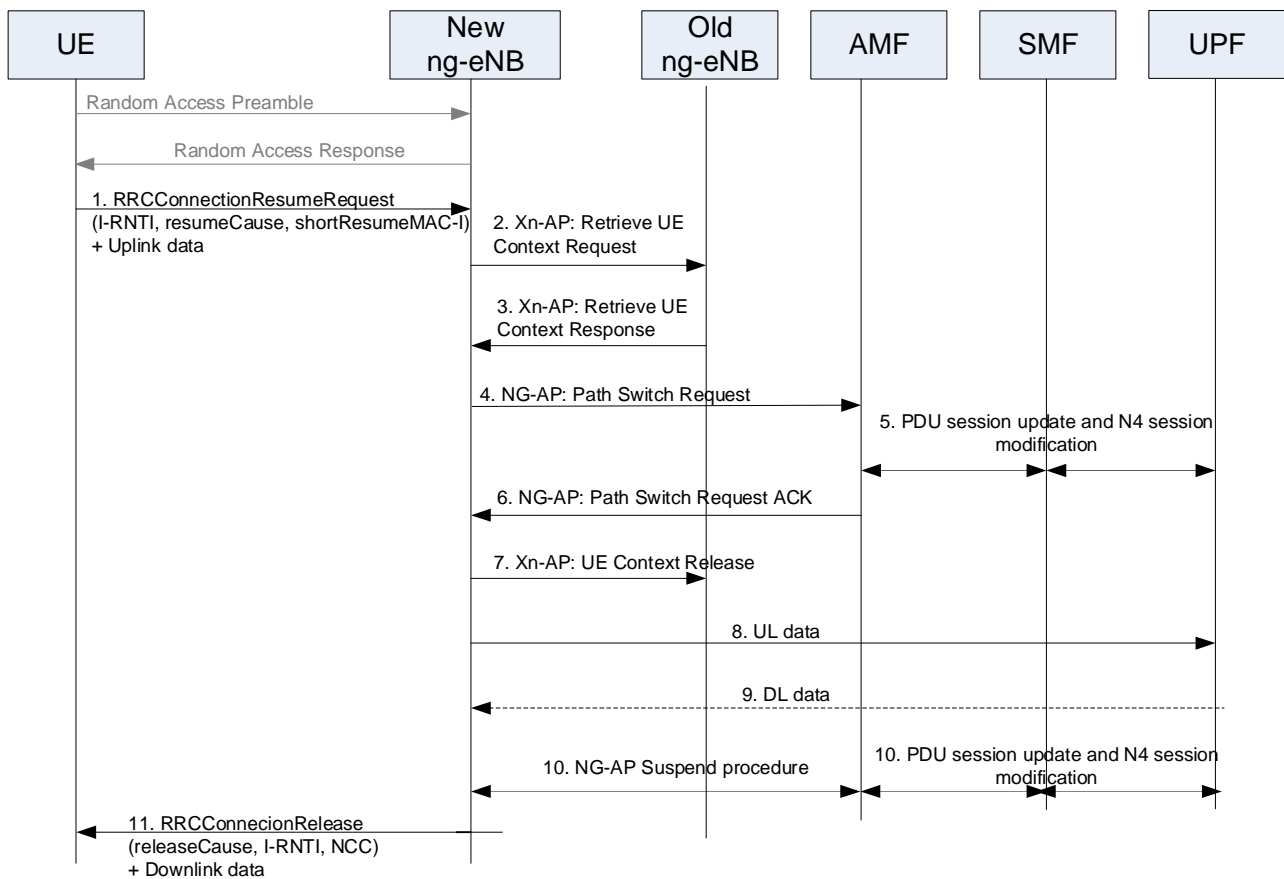 UE
New
ng-eNB
Old
ng-eNB
AMF
SMF
UPF
Random Access Preamble
Random Access Response
1. RRCConnectionResumeRequest
(I-RNTI, resumeCause, shortResumeMAC-I)
+ Uplink data
2. Xn-AP: Retrieve UE
Context Request
3. Xn-AP: Retrieve UE
Context Response
4. NG-AP: Path Switch Request
5. PDU session update and N4 session
modification
6. NG-AP: Path Switch Request ACK
7. Xn-AP: UE Context Release
8. UL data
9. DL data
10. NG-AP Suspend procedure
10. PDU session update and N4 session
modification
11. RRCConnecionRelease
(releaseCause, I-RNTI, NCC)
+ Downlink data